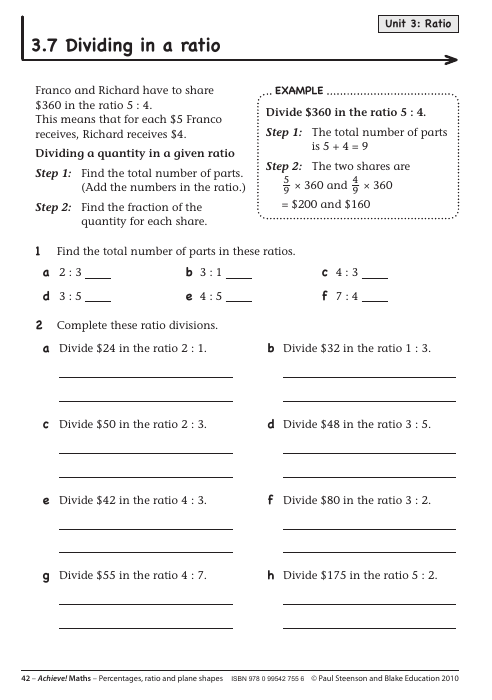 Unit 3: Ratio
3.7 Dividing in a ratio
Franco and Richard have to share
$360 in the ratio 5 : 4.
This means that for each $5 Franco
receives, Richard receives $4.
Dividing a quantity in a given ratio
Step 1: Find the total number of parts.
(Add the numbers in the ratio.)
Step 2: Find the fraction of the
quantity for each share.
EXAMPLE
Divide $360 in the ratio 5 : 4.
Step 1: The total number of parts
is 5 + 4 = 9
Step 2: The two shares are
5/9 × 360 and 4/9 × 360
= $200 and $160
1 Find the total number of parts in these ratios.
a 2 : 3 ____ b 3 : 1 ____ c 4 : 3 ____
d 3 : 5 ____ e 4 : 5 ____ f 7 : 4 ____
2 Complete these ratio divisions.
a Divide $24 in the ratio 2 : 1. b Divide $32 in the ratio 1 : 3.
c Divide $50 in the ratio 2 : 3. d Divide $48 in the ratio 3 : 5.
e Divide $42 in the ratio 4 : 3. f Divide $80 in the ratio 3 : 2.
g Divide $55 in the ratio 4 : 7. h Divide $175 in the ratio 5 : 2.
42 – Achieve! Maths – Percentages, ratio and plane shapes ISBN 978 0 99542 755 6 © Paul Steenson and Blake Education 2010